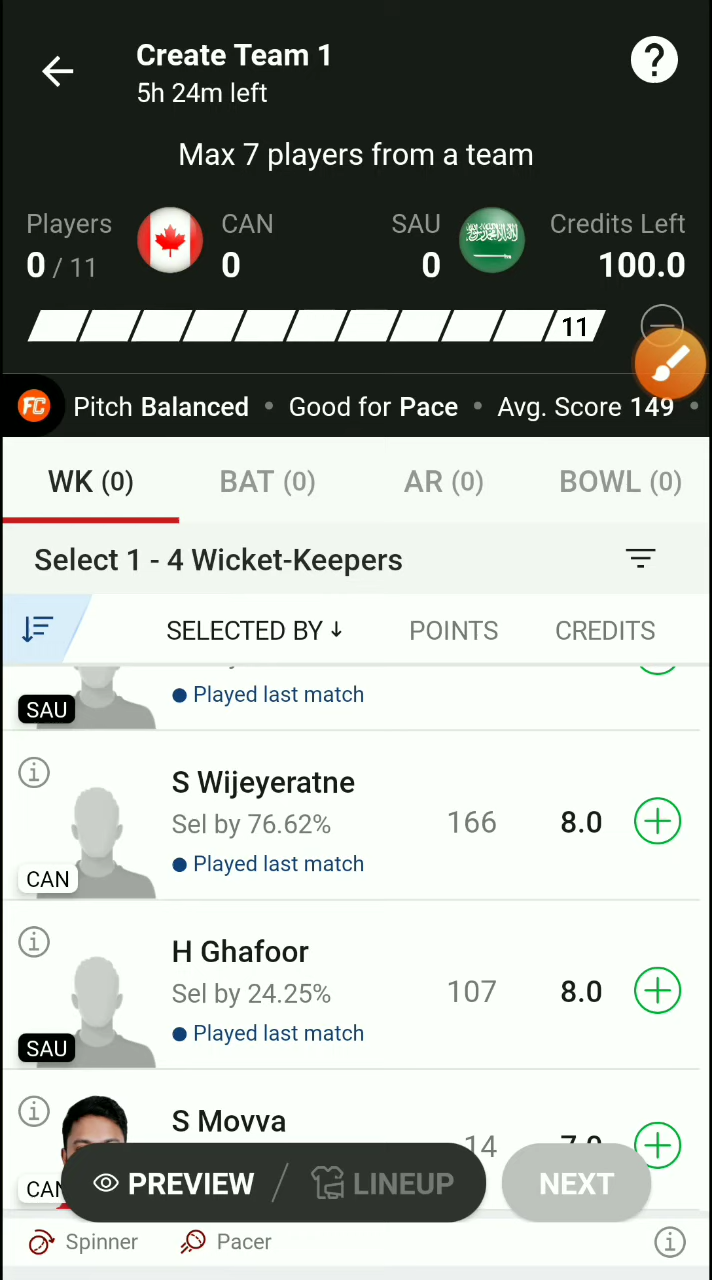 Create Team 1
5h 24m left
Max 7 players from a team
Players CAN SAU Credits Left
0 / 11 0 0 100.0
11
FC Pitch Balanced • Good for Pace • Avg. Score 149 •
WK (0) BAT (0) AR (0) BOWL (0)
Select 1 - 4 Wicket-Keepers
SELECTED BY ↓ POINTS CREDITS
Played last match
SAU
S Wijeyeratne
Sel by 76.62% 166 8.0
Played last match
CAN
H Ghafoor
Sel by 24.25% 107 8.0
Played last match
SAU
S Movva
14
CAN
PREVIEW / LINEUP NEXT
Spinner Pacer